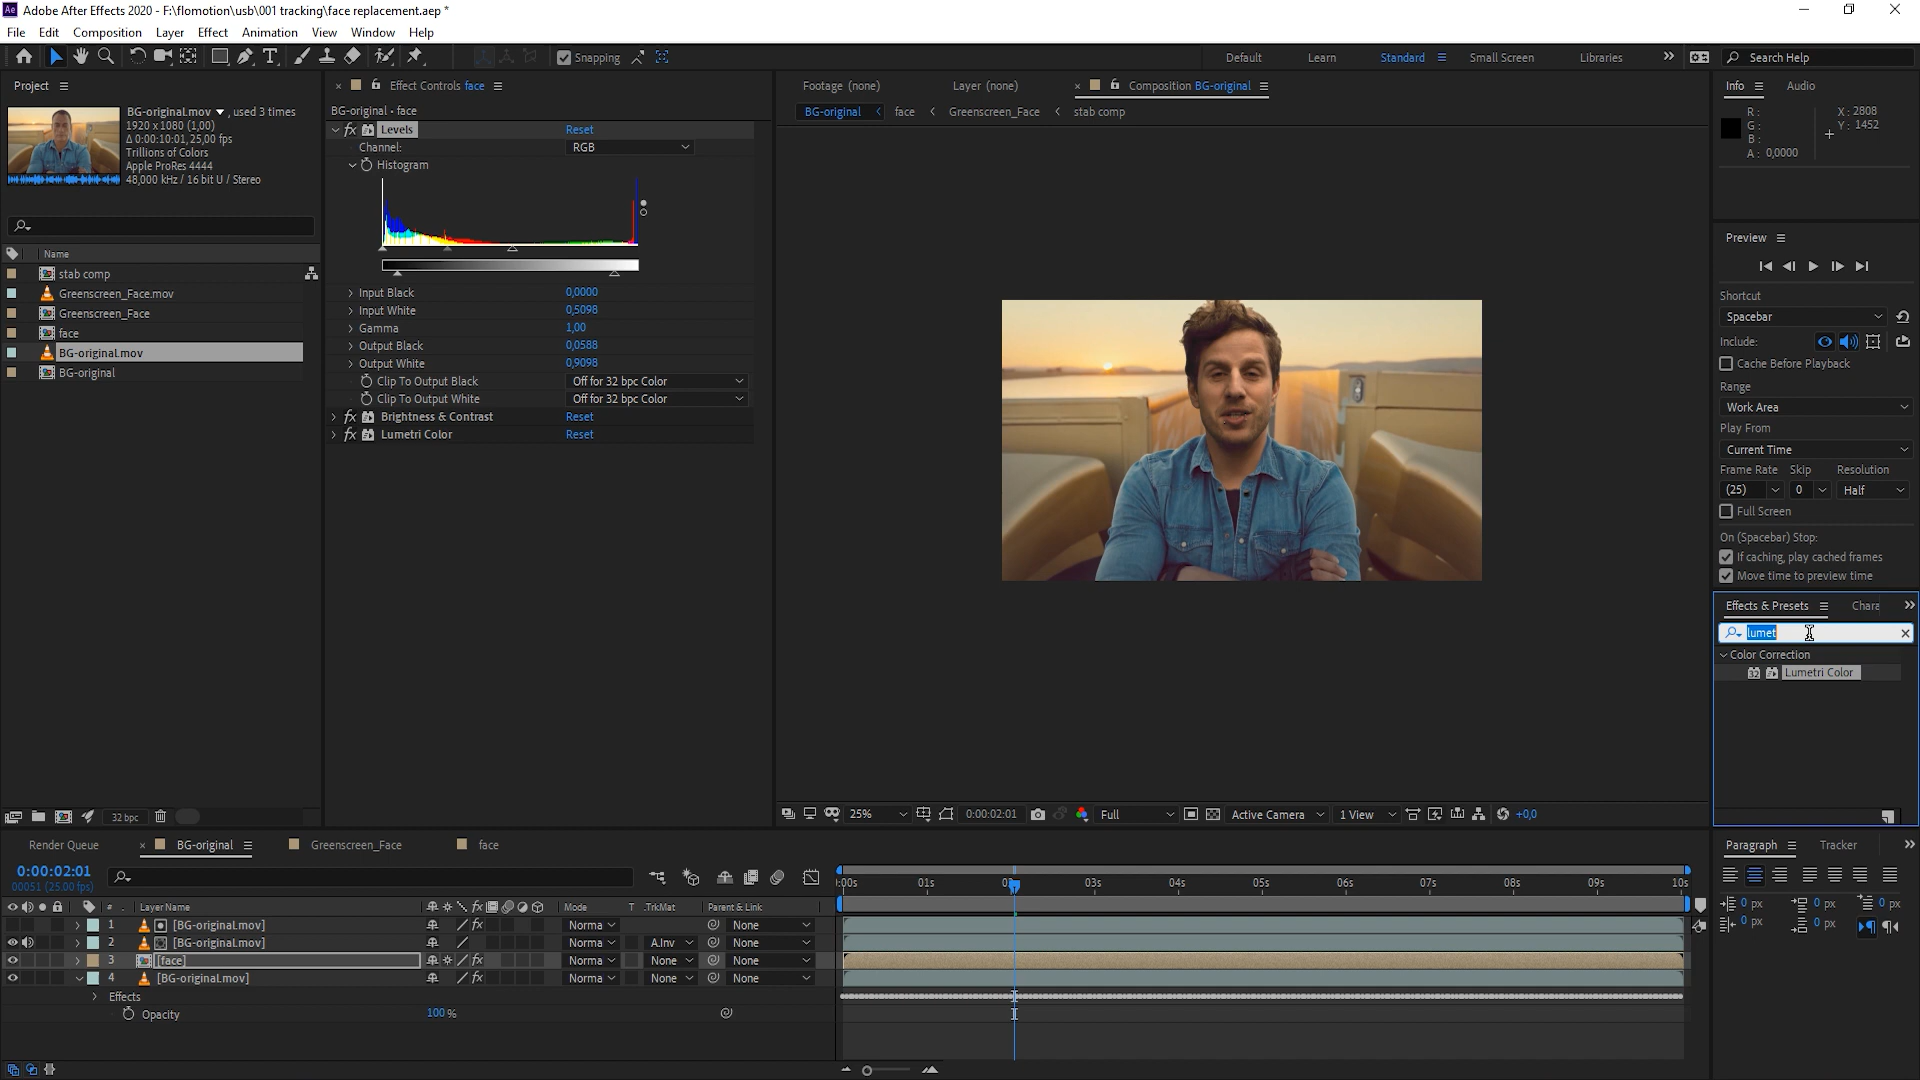 Adobe After Effects 2020 - F:\flomotion\usb\001 tracking\face replacement.aep *
File Edit Composition Layer Effect Animation View Window Help
Snapping
Default Learn Standard Small Screen Libraries Search Help
Project
BG-original.mov , used 3 times
1920 x 1080 (1,00)
Δ 0:00:10:01, 25,00 fps
Trillions of Colors
Apple ProRes 4444
48,000 kHz / 16 bit U / Stereo
Name
stab comp
Greenscreen_Face.mov
Greenscreen_Face
face
BG-original.mov
BG-original
32 bpc
Effect Controls face
BG-original • face
fx Levels Reset
Channel: RGB
Histogram
Input Black 0,0000
Input White 0,5098
Gamma 1,00
Output Black 0,0588
Output White 0,9098
Clip To Output Black Off for 32 bpc Color
Clip To Output White Off for 32 bpc Color
fx Brightness & Contrast Reset
fx Lumetri Color Reset
Footage (none) Layer (none) Composition BG-original
BG-original face Greenscreen_Face stab comp
25% 0:00:02:01 Full Active Camera 1 View +0,0
Info Audio
R: X: 2808
G: Y: 1452
B:
A: 0,0000
Preview
Shortcut
Spacebar
Include:
Cache Before Playback
Range
Work Area
Play From
Current Time
Frame Rate Skip Resolution
(25) 0 Half
Full Screen
On (Spacebar) Stop:
If caching, play cached frames
Move time to preview time
Effects & Presets Chara
lumet
Color Correction
32 Lumetri Color
Render Queue BG-original Greenscreen_Face face
0:00:02:01
00051 (25.00 fps)
# Layer Name fx Mode T .TrkMat Parent & Link
1 [BG-original.mov] fx Norma None
2 [BG-original.mov] Norma A.Inv None
3 [face] fx Norma None None
4 [BG-original.mov] fx Norma None None
Effects
Opacity 100 %
:00s 01s 03s 04s 05s 06s 07s 08s 09s 10s
Paragraph Tracker
0 px 0 px 0 px
0 px 0 px